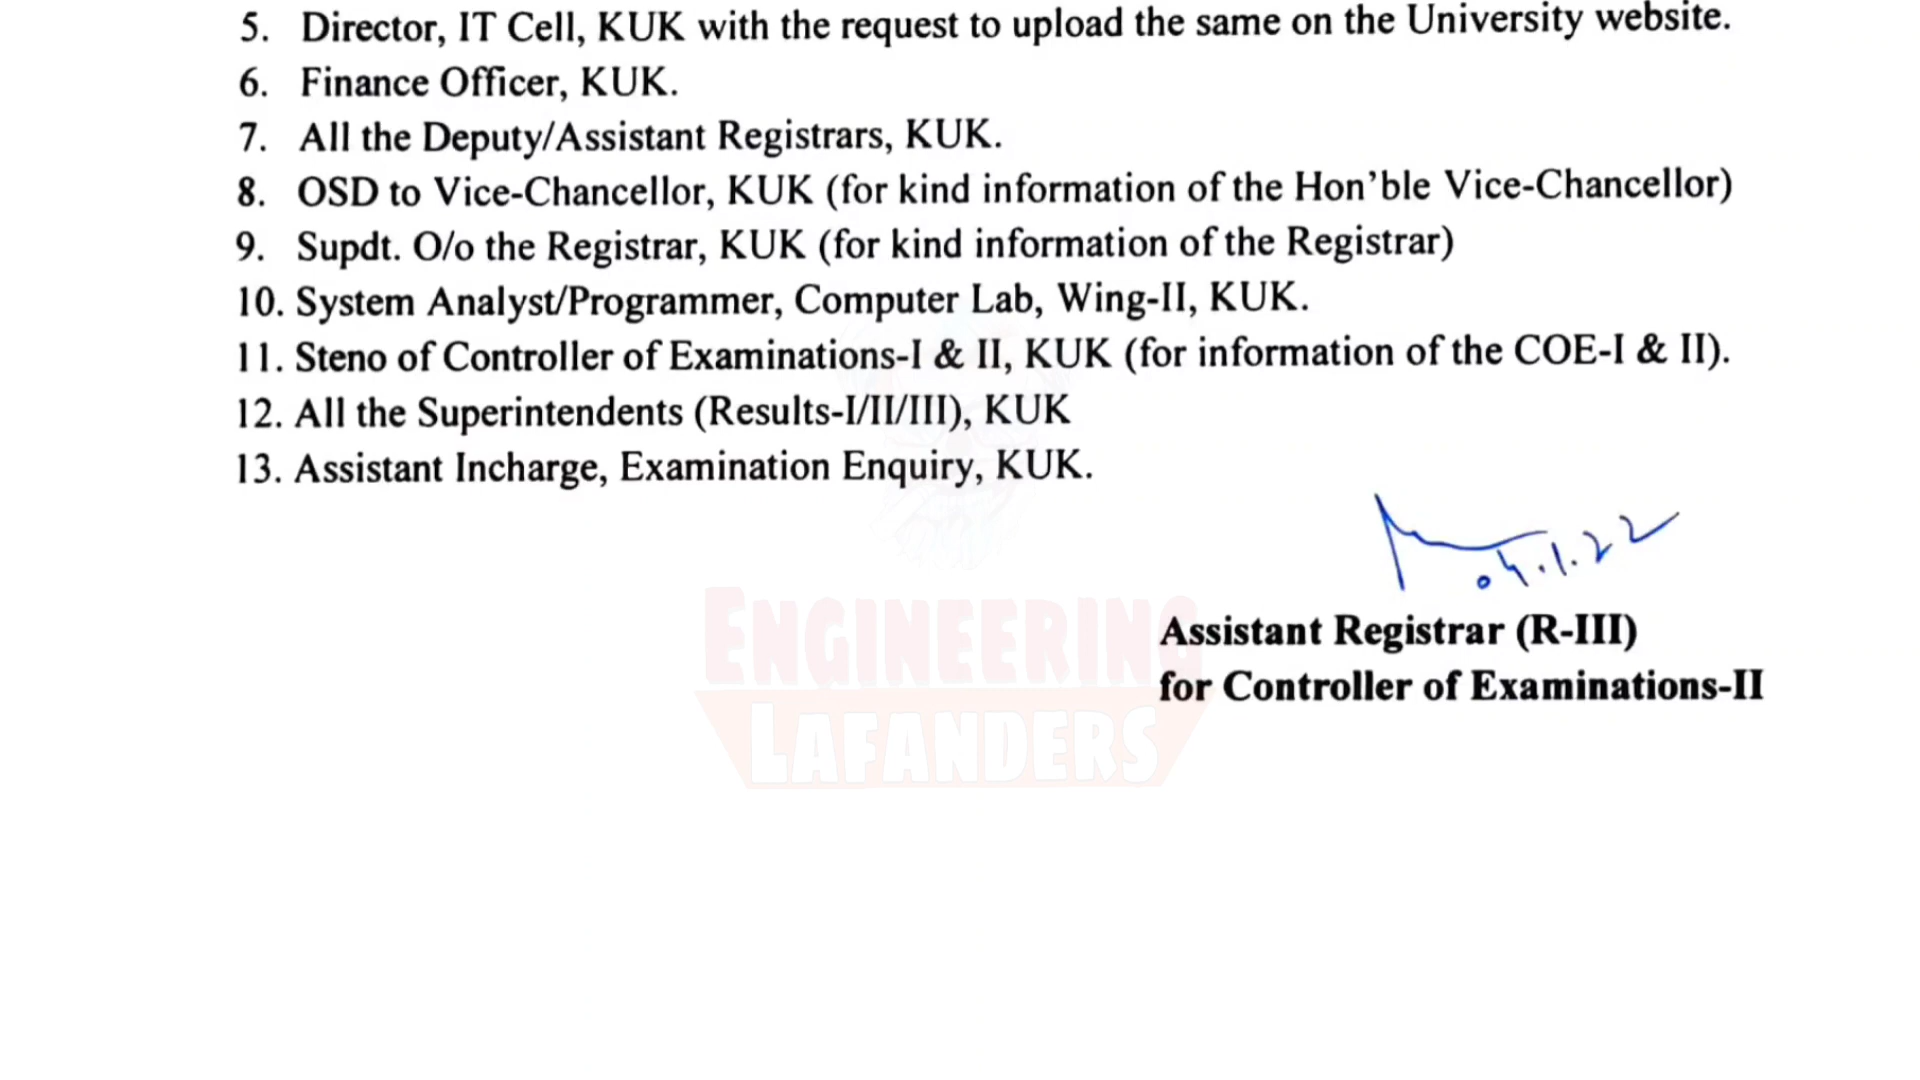 5. Director, IT Cell, KUK with the request to upload the same on the University website.
6. Finance Officer, KUK.
7. All the Deputy/Assistant Registrars, KUK.
8. OSD to Vice-Chancellor, KUK (for kind information of the Hon'ble Vice-Chancellor)
9. Supdt. O/o the Registrar, KUK (for kind information of the Registrar)
10. System Analyst/Programmer, Computer Lab, Wing-II, KUK.
11. Steno of Controller of Examinations-I & II, KUK (for information of the COE-I & II).
12. All the Superintendents (Results-I/II/III), KUK
13. Assistant Incharge, Examination Enquiry, KUK.
Assistant Registrar (R-III)
for Controller of Examinations-II
ENGINEERING
LAFANDERS